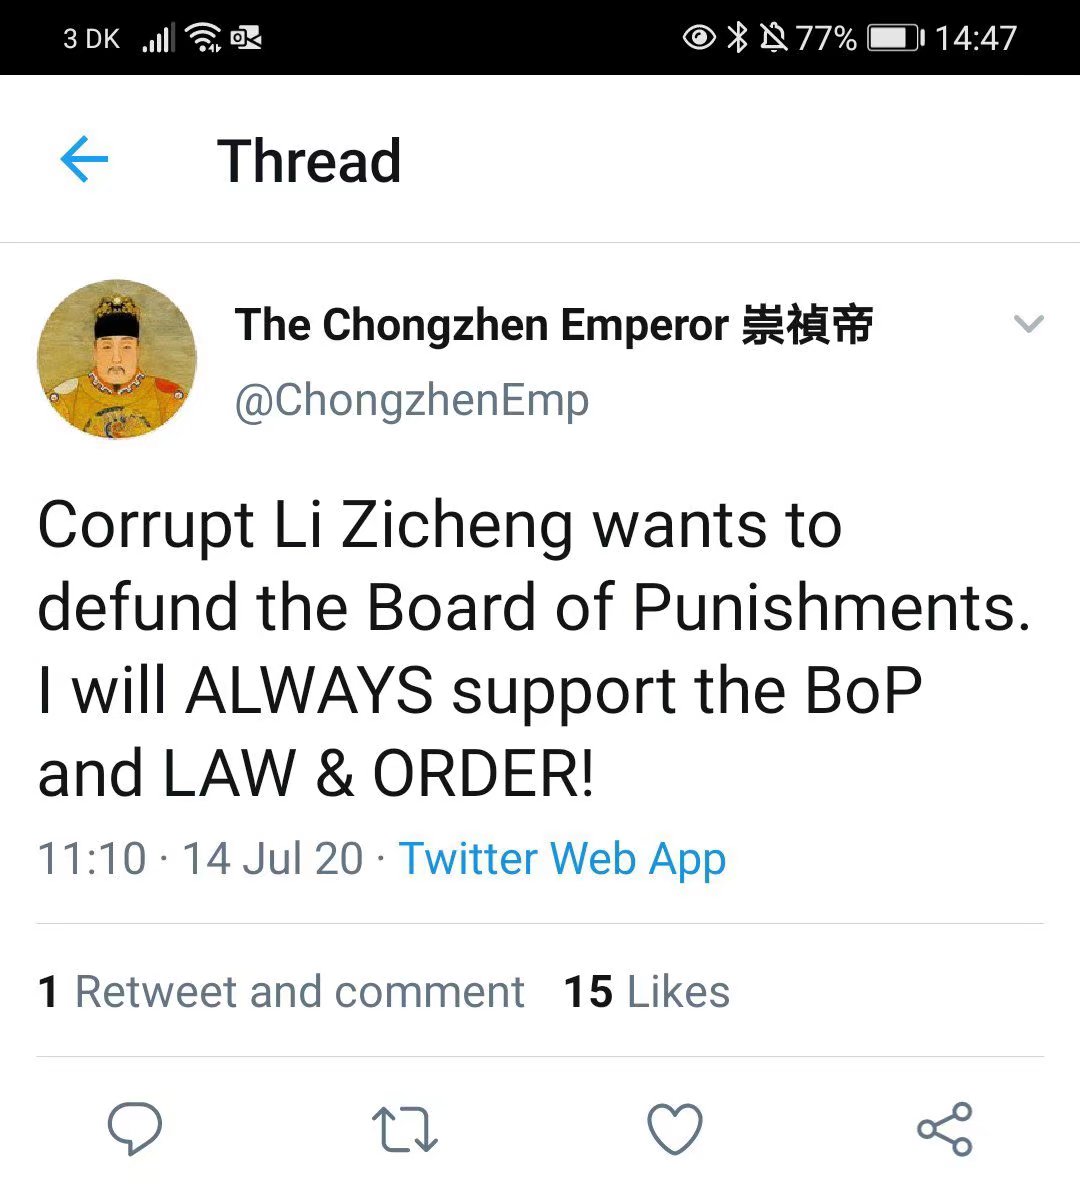 3 DK 77% 14:47
Thread
The Chongzhen Emperor 崇禎帝
@ChongzhenEmp
Corrupt Li Zicheng wants to
defund the Board of Punishments.
I will ALWAYS support the BoP
and LAW & ORDER!
11:10 · 14 Jul 20 · Twitter Web App
1 Retweet and comment 15 Likes